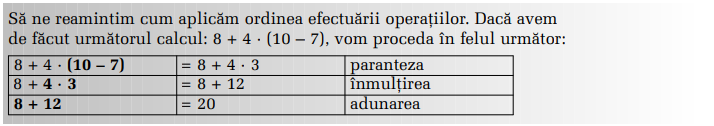 Să ne reamintim cum aplicăm ordinea efectuării operațiilor. Dacă avem
de făcut următorul calcul: 8 + 4 · (10 – 7), vom proceda în felul următor:
8 + 4 · (10 – 7) = 8 + 4 · 3 paranteza
8 + 4 · 3 = 8 + 12 înmulțirea
8 + 12 = 20 adunarea